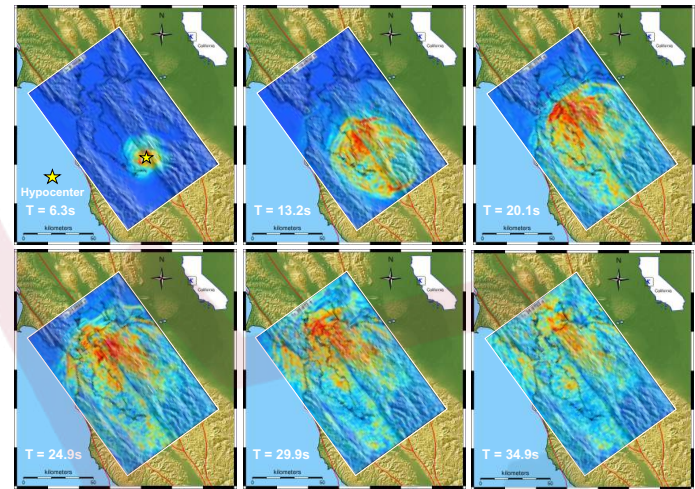 N
California
Hypocenter
T = 6.3s
kilometers
0 50
N
California
T = 13.2s
kilometers
0 50
N
California
T = 20.1s
kilometers
0 50
N
California
T = 24.9s
kilometers
0 50
N
California
T = 29.9s
kilometers
0 50
N
California
T = 34.9s
kilometers
0 50